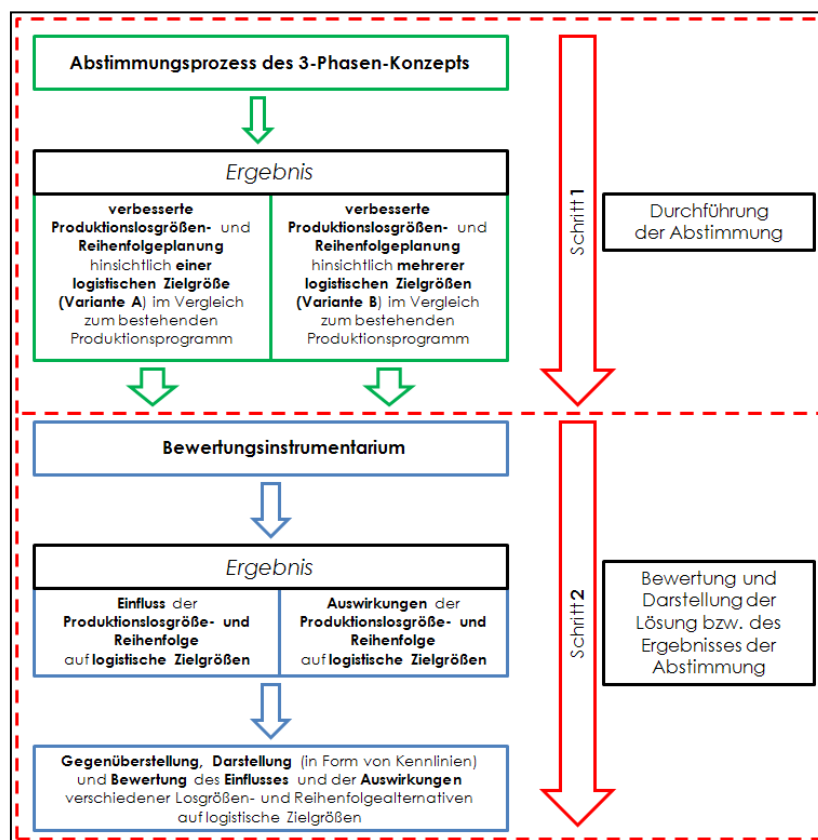 Abstimmungsprozess des 3-Phasen-Konzepts
Ergebnis
verbesserte
Produktionslosgrößen- und
Reihenfolgeplanung
hinsichtlich einer
logistischen Zielgröße
(Variante A) im Vergleich
zum bestehenden
Produktionsprogramm
verbesserte
Produktionslosgrößen- und
Reihenfolgeplanung
hinsichtlich mehrerer
logistischen Zielgrößen
(Variante B) im Vergleich
zum bestehenden
Produktionsprogramm
Schritt 1
Durchführung
der Abstimmung
Bewertungsinstrumentarium
Ergebnis
Einfluss der
Produktionslosgröße- und
Reihenfolge
auf logistische Zielgrößen
Auswirkungen der
Produktionslosgröße- und
Reihenfolge
auf logistische Zielgrößen
Gegenüberstellung, Darstellung (in Form von Kennlinien)
und Bewertung des Einflusses und der Auswirkungen
verschiedener Losgrößen- und Reihenfolgealternativen
auf logistische Zielgrößen
Schritt 2
Bewertung und
Darstellung der
Lösung bzw. des
Ergebnisses der
Abstimmung